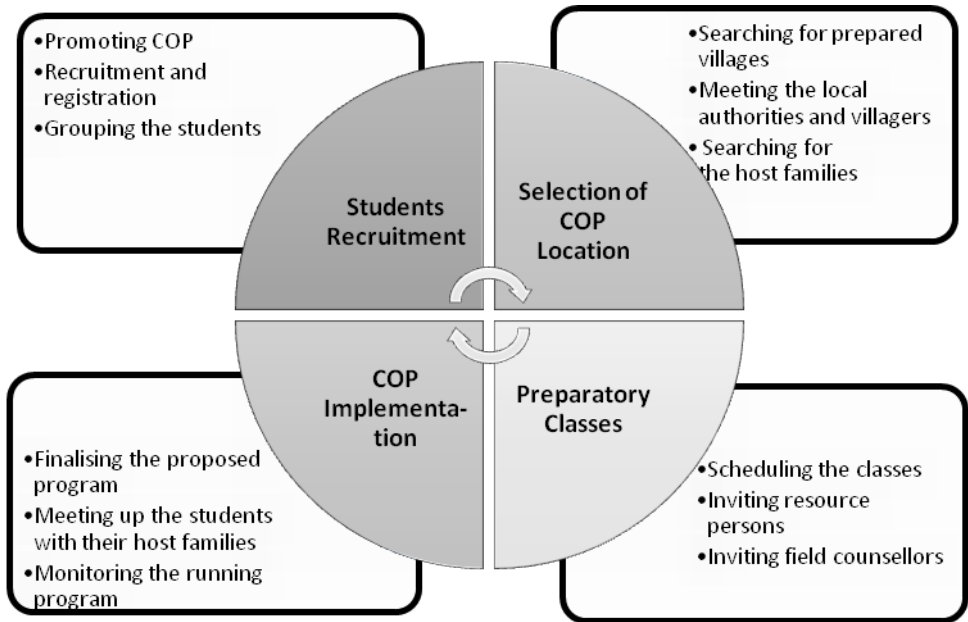 •Promoting COP
•Recruitment and
registration
•Grouping the students
•Searching for prepared
villages
•Meeting the local
authorities and villagers
• Searching for
the host families
Students
Recruitment
Selection of
COP
Location
COP
Implementa-
tion
Preparatory
Classes
•Finalising the proposed
program
•Meeting up the students
with their host families
•Monitoring the running
program
•Scheduling the classes
•Inviting resource
persons
•Inviting field counsellors